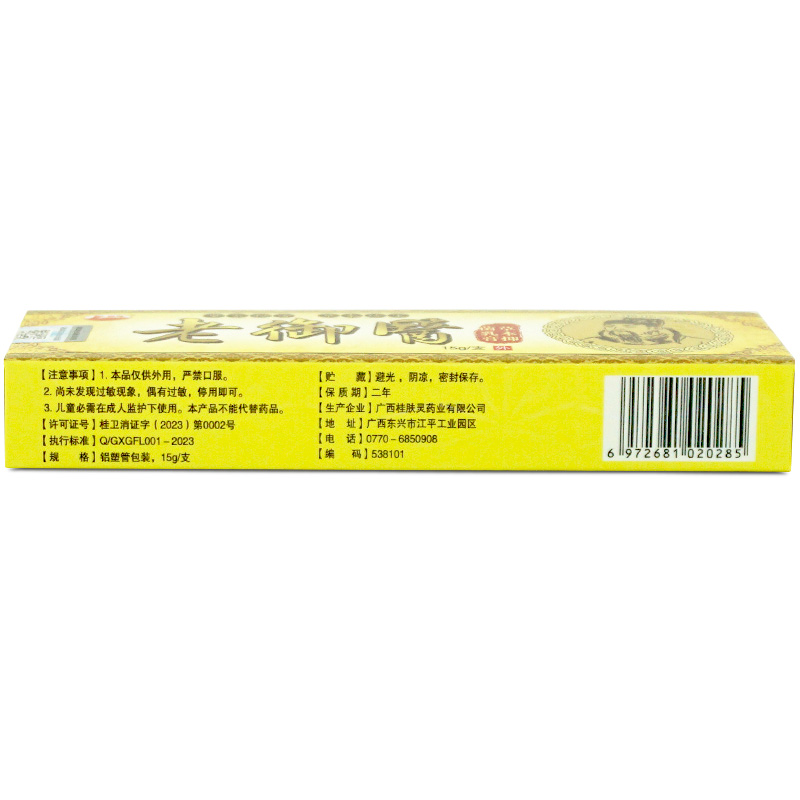 老御醫
草本抑
菌乳膏
15g/支
【注意事项】1. 本品仅供外用，严禁口服。
2. 尚未发现过敏现象，偶有过敏，停用即可。
3. 儿童必需在成人监护下使用。本产品不能代替药品。
【许可证号】桂卫消证字（2023）第0002号
【执行标准】Q/GXGFL001-2023
【规 格】铝塑管包装，15g/支
【贮 藏】避光，阴凉，密封保存。
【保质期】二年
【生产企业】广西桂肤灵药业有限公司
【地 址】广西东兴市江平工业园区
【电 话】0770-6850908
【编 码】538101
6 972681 020285